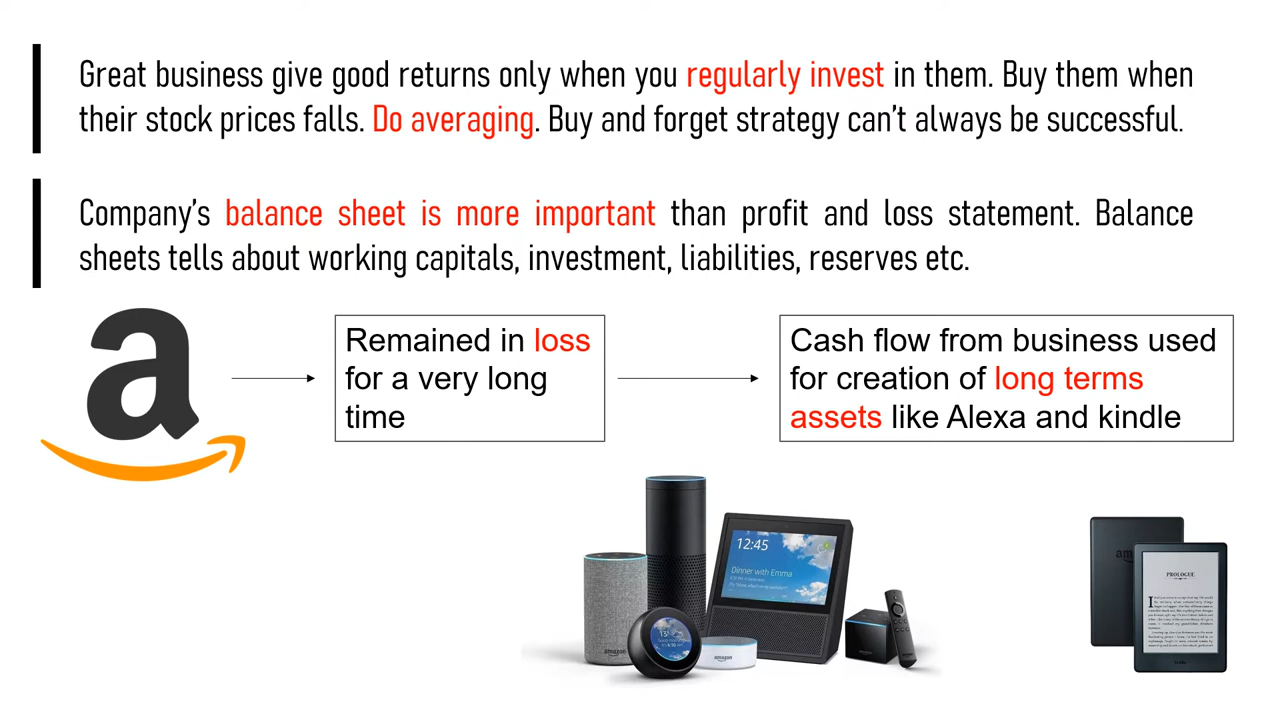 Great business give good returns only when you regularly invest in them. Buy them when
their stock prices falls. Do averaging. Buy and forget strategy can't always be successful.
Company's balance sheet is more important than profit and loss statement. Balance
sheets tells about working capitals, investment, liabilities, reserves etc.
a
Remained in loss
for a very long
time
Cash flow from business used
for creation of long terms
assets like Alexa and kindle
12:45
Dinner with Emma
amazon
amazon
PROLOGUE